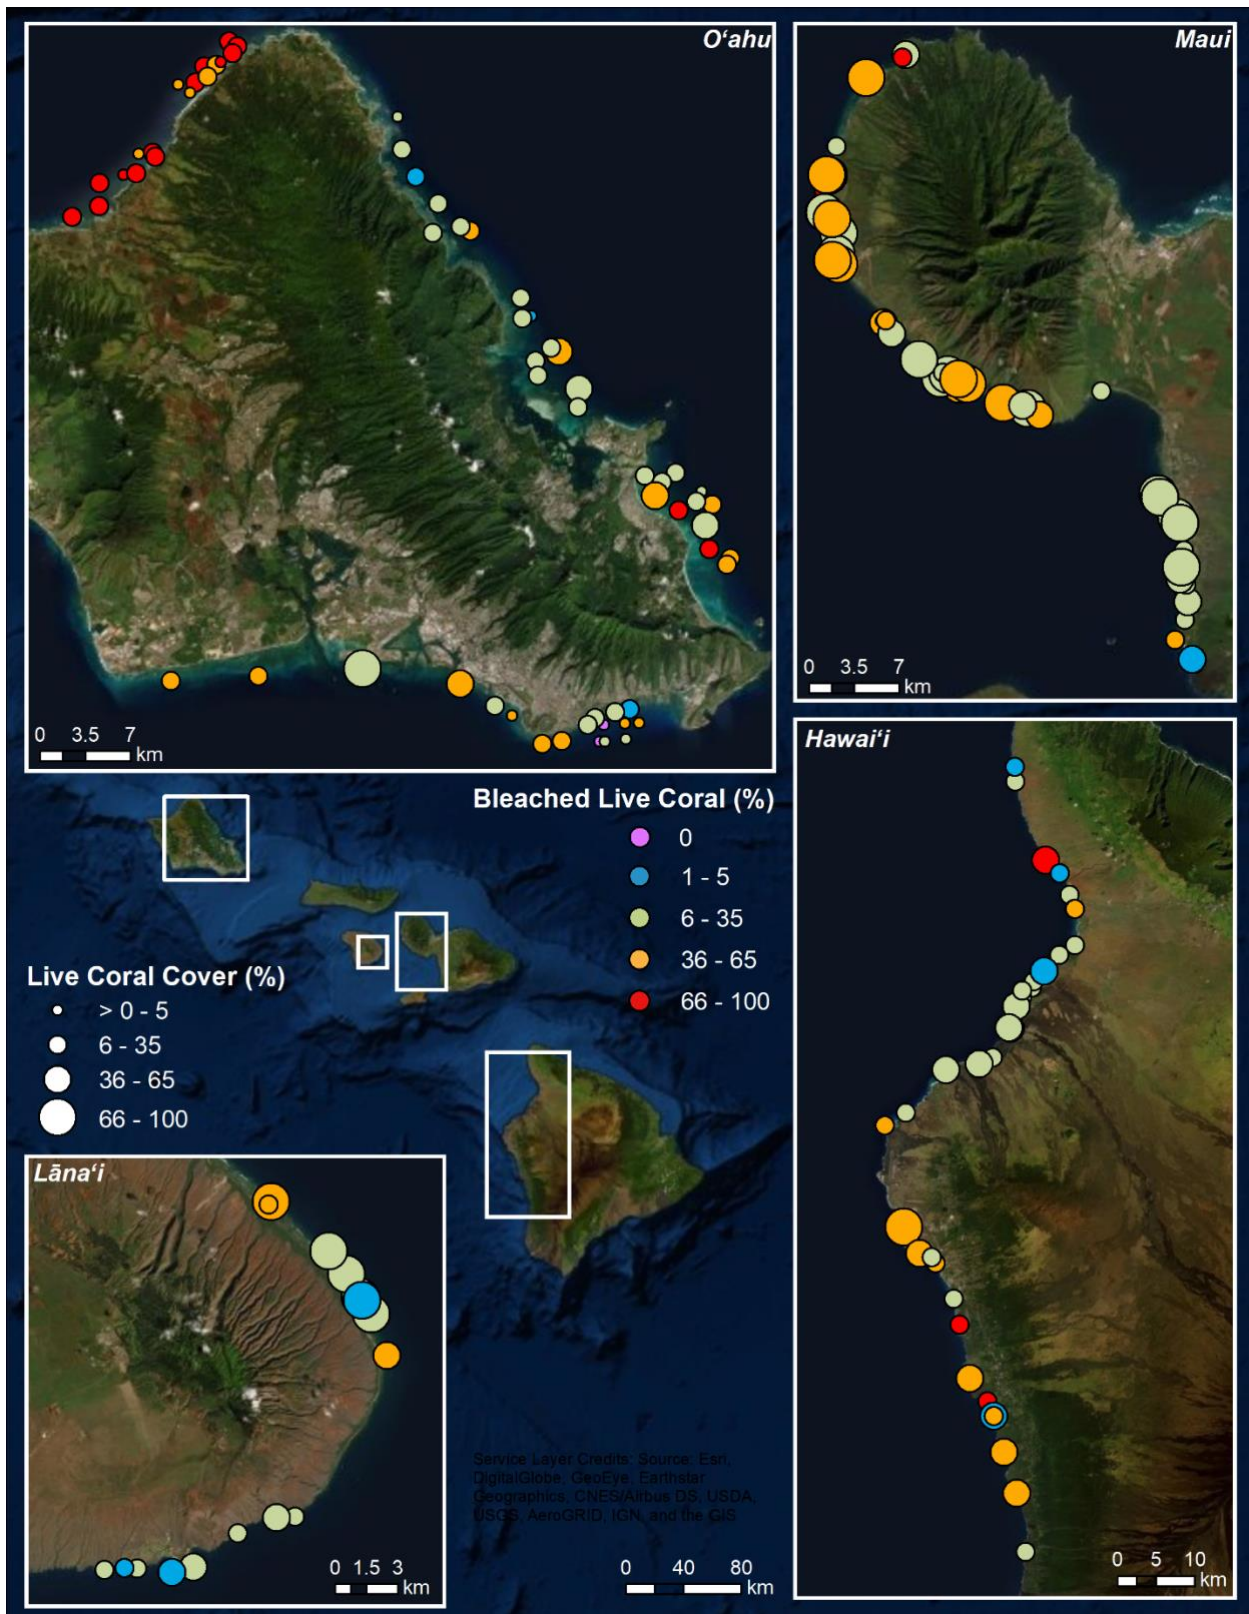 Oʻahu
0 3.5 7
km
Maui
0 3.5 7
km
Hawaiʻi
0 5 10
km
Bleached Live Coral (%)
0
1 - 5
6 - 35
36 - 65
66 - 100
Live Coral Cover (%)
> 0 - 5
6 - 35
36 - 65
66 - 100
Lānaʻi
0 1.5 3
km
Service Layer Credits: Source: Esri,
DigitalGlobe, GeoEye, Earthstar
Geographics, CNES/Airbus DS, USDA,
USGS, AeroGRID, IGN, and the GIS
0 40 80
km